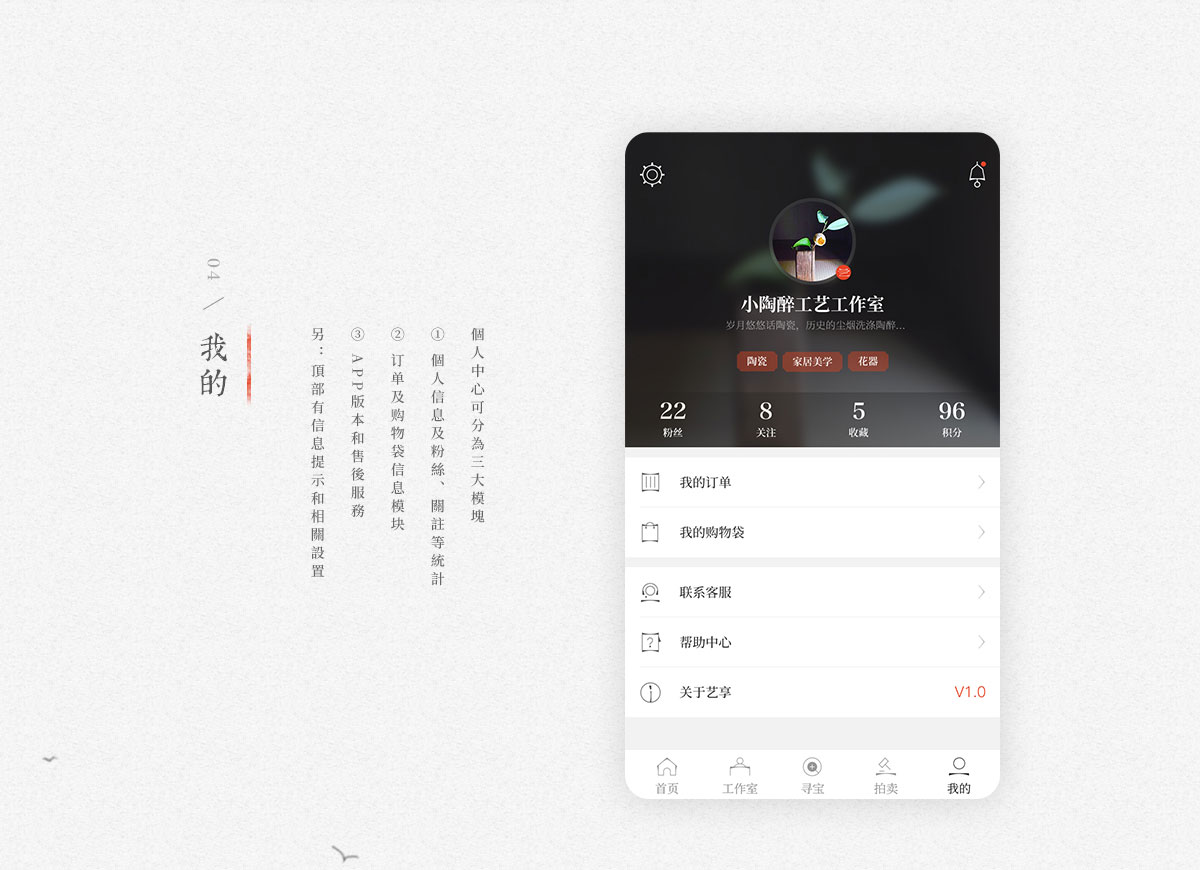 04
我的
個人中心可分為三大模塊
① 個人信息及粉絲、關註等統計
② 订单及购物袋信息模块
③ APP版本和售後服務
另：頂部有信息提示和相關設置
小陶醉工艺工作室
岁月悠悠话陶瓷，历史的尘烟洗涤陶醉...
陶瓷 家居美学 花器
22 8 5 96
粉丝 关注 收藏 积分
我的订单
我的购物袋
联系客服
帮助中心
关于艺享 V1.0
首页 工作室 寻宝 拍卖 我的